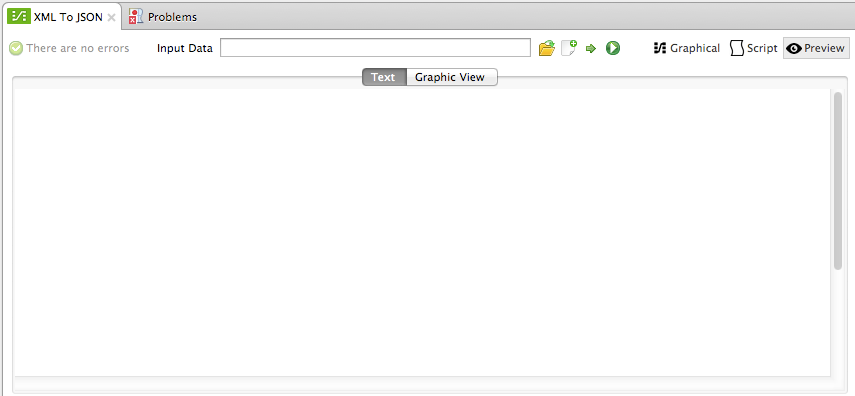 XML To JSON
Problems
There are no errors
Input Data
Graphical
Script
Preview
Text
Graphic View